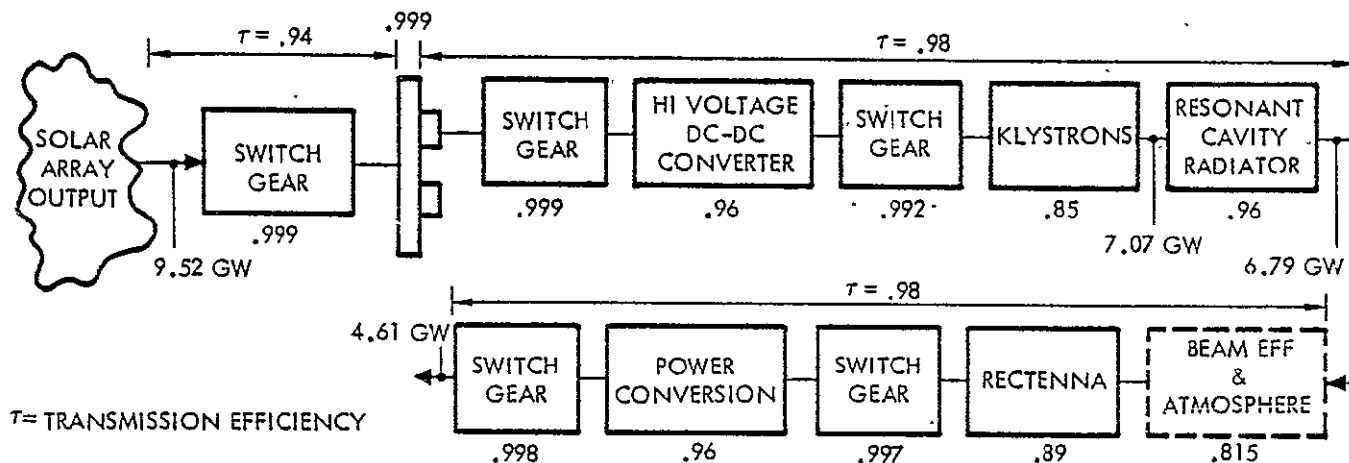 .999
τ = .94
τ = .98
SOLAR
ARRAY
OUTPUT
SWITCH
GEAR
.999
9.52 GW
SWITCH
GEAR
.999
HI VOLTAGE
DC-DC
CONVERTER
.96
SWITCH
GEAR
.992
KLYSTRONS
.85
7.07 GW
RESONANT
CAVITY
RADIATOR
.96
6.79 GW
τ = .98
4.61 GW
SWITCH
GEAR
.998
POWER
CONVERSION
.96
SWITCH
GEAR
.997
RECTENNA
.89
BEAM EFF
&
ATMOSPHERE
.815
τ= TRANSMISSION EFFICIENCY